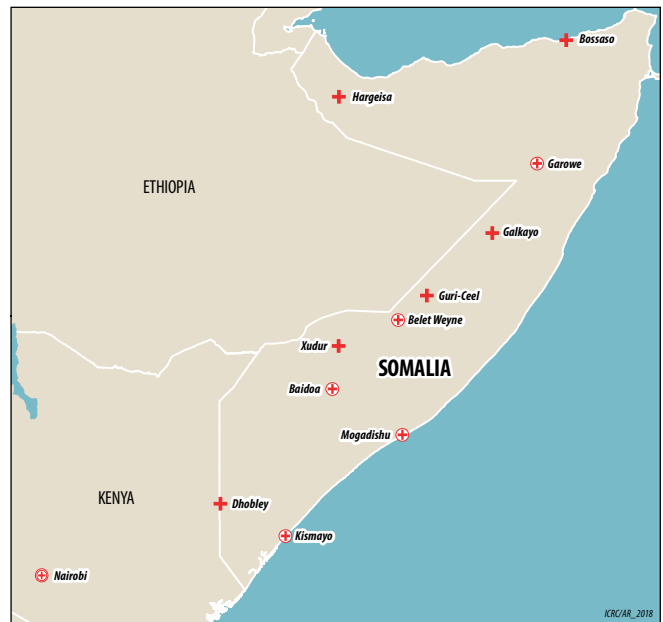 Bossaso
Hargeisa
Garowe
ETHIOPIA
Galkayo
Guri-Ceel
Belet Weyne
Xudur
SOMALIA
Baidoa
Mogadishu
KENYA
Dhobley
Kismayo
Nairobi
ICRC/AR_2018